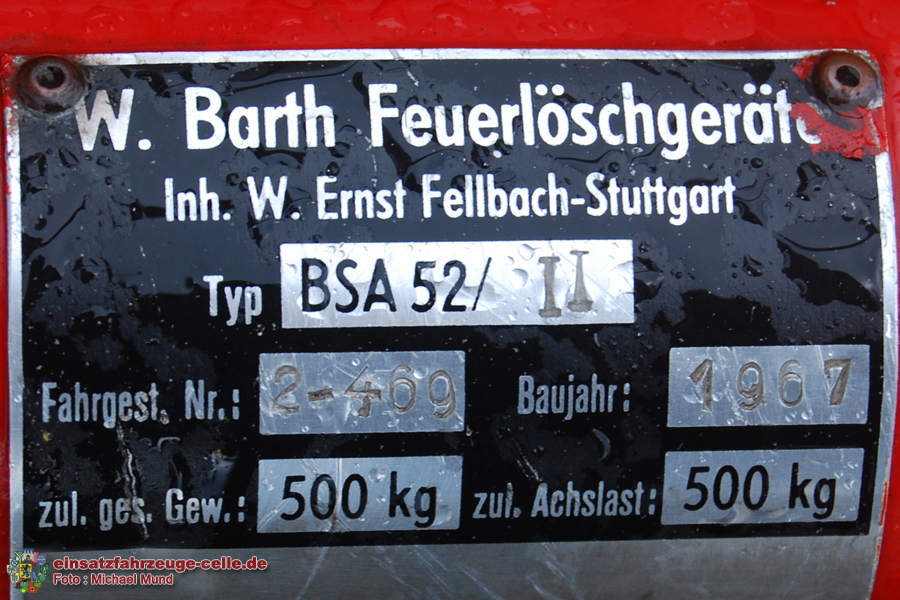 W. Barth Feuerlöschgeräte
Inh. W. Ernst Fellbach-Stuttgart
Typ BSA 52/ II
Fahrgest. Nr.: 2-469 Baujahr: 1967
zul. ges. Gew.: 500 kg zul. Achslast: 500 kg
einsatzfahrzeuge-celle.de
Foto : Michael Mund